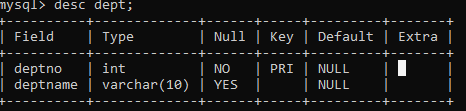 mysql> desc dept;
+----------+-------------+------+-----+---------+-------+
| Field    | Type        | Null | Key | Default | Extra |
+----------+-------------+------+-----+---------+-------+
| deptno   | int         | NO   | PRI | NULL    |       |
| deptname | varchar(10) | YES  |     | NULL    |       |
+----------+-------------+------+-----+---------+-------+